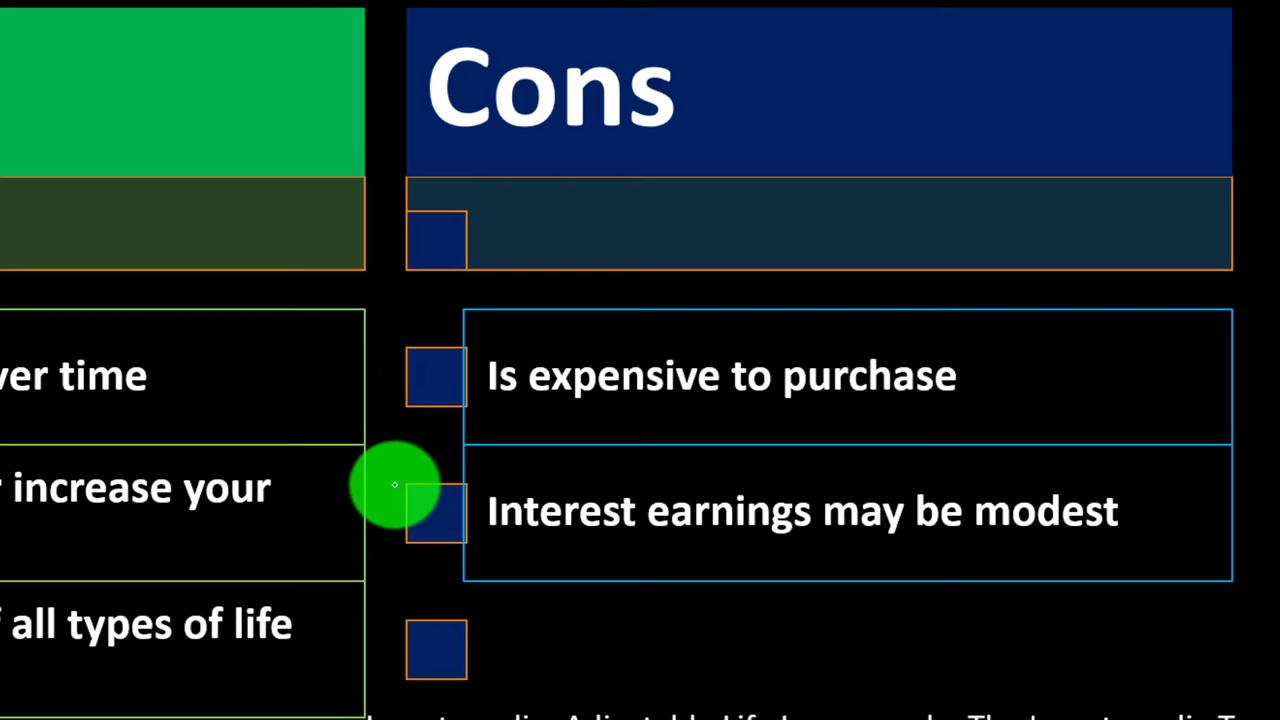 Cons
ver time
Is expensive to purchase
increase your
Interest earnings may be modest
all types of life